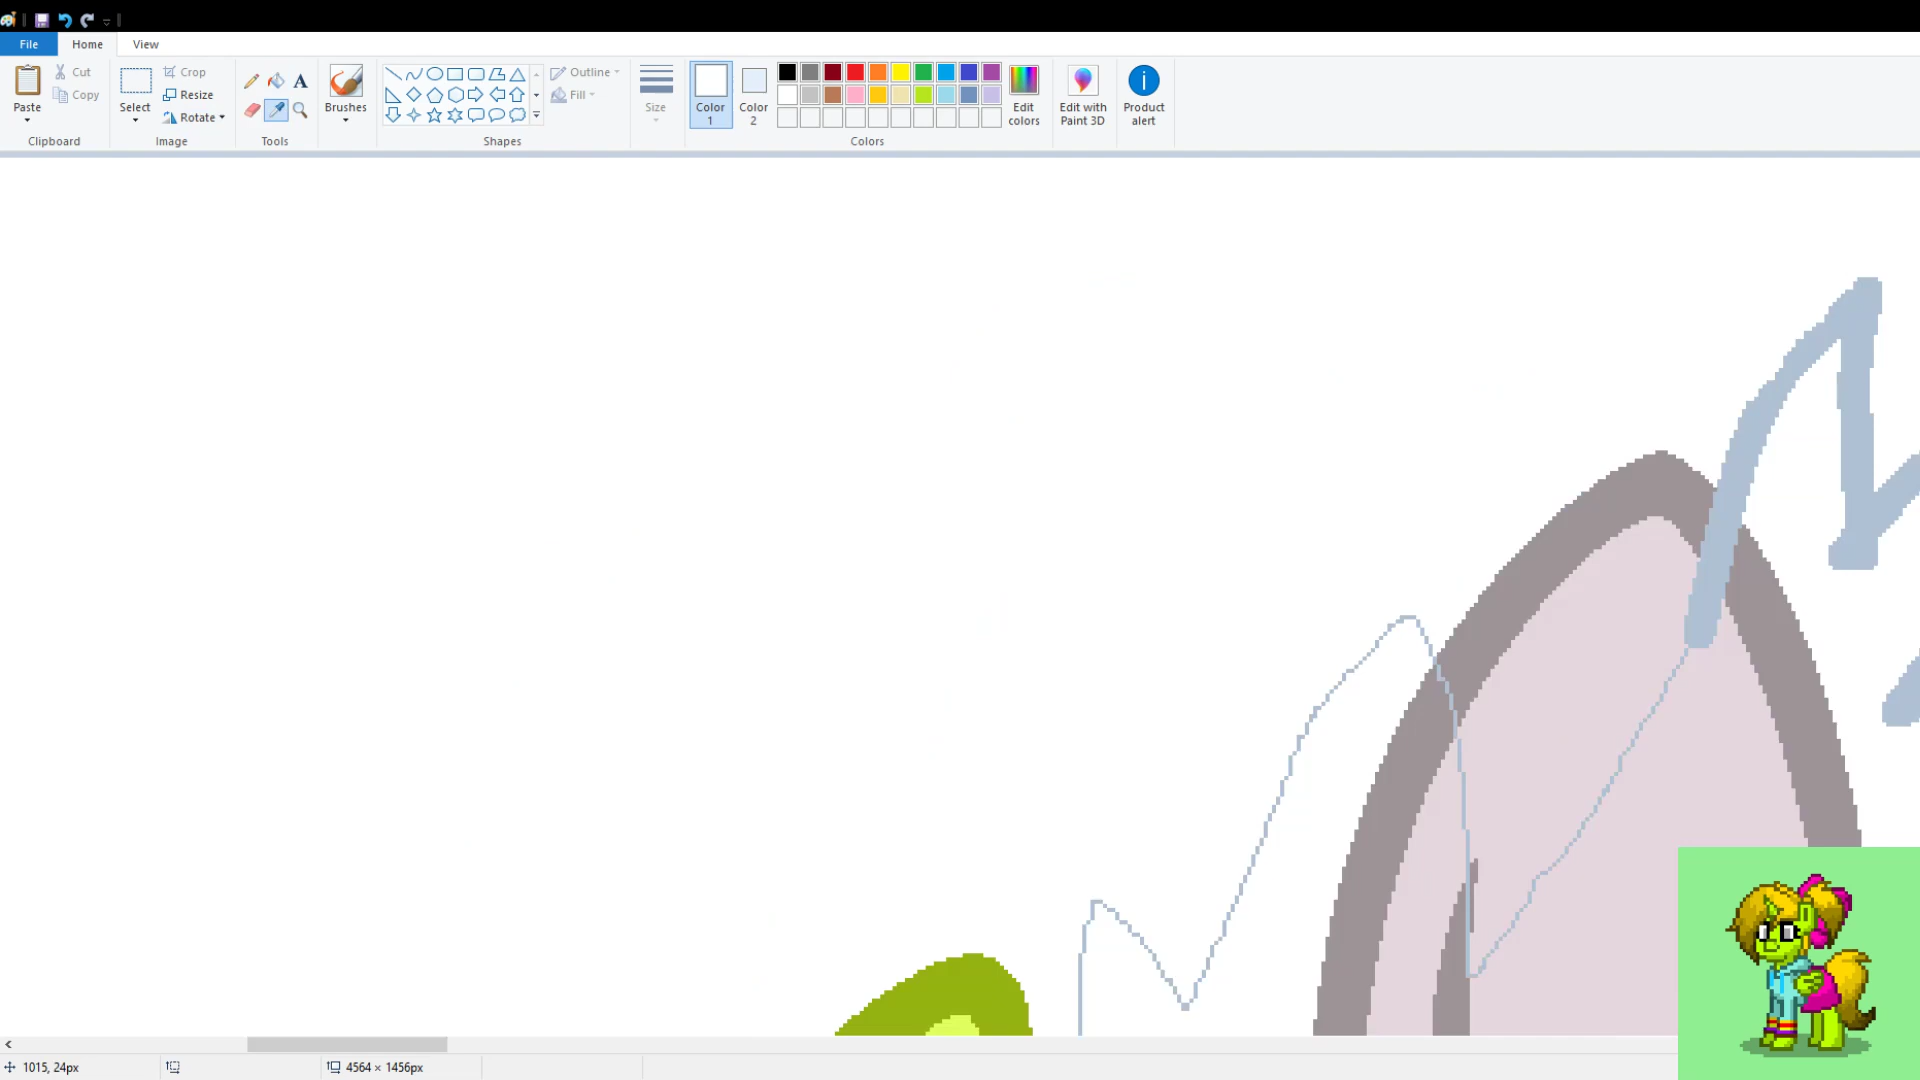 File Home View
Paste
Cut
Copy
Clipboard
Select
Crop
Resize
Rotate
Image
A
Tools
Brushes
Shapes
Outline
Fill
Size
Color 1
Color 2
Edit colors
Colors
Edit with Paint 3D
Product alert
1015, 24px
4564 × 1456px